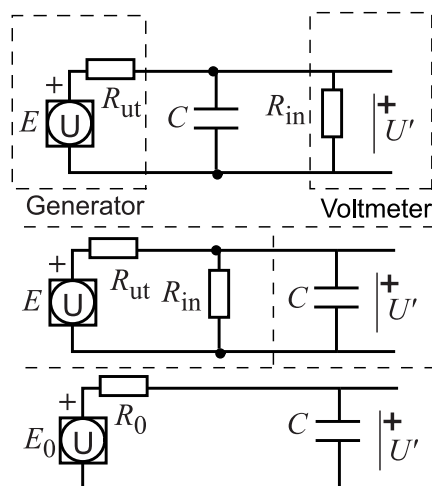 +
R_ut
E
U
C
R_in
+
U'
Generator
Voltmeter
+
R_ut
E
U
R_in
C
+
U'
+
R_0
E_0
U
C
+
U'